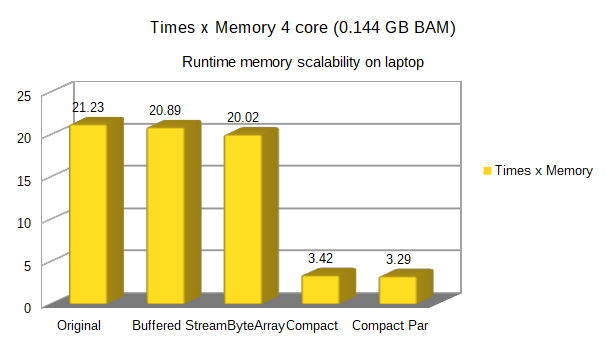 Times x Memory 4 core (0.144 GB BAM)
Runtime memory scalability on laptop
25
20
15
10
5
0
21.23
20.89
20.02
3.42
3.29
Original
Buffered Stream
ByteArray
Compact
Compact Par
Times x Memory